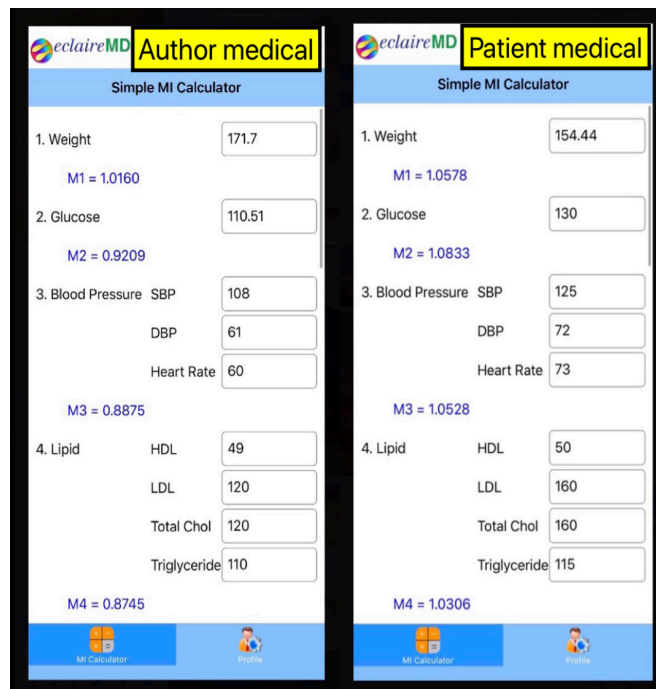 eclaireMD Author medical
Simple MI Calculator
1. Weight 171.7
M1 = 1.0160
2. Glucose 110.51
M2 = 0.9209
3. Blood Pressure SBP 108
DBP 61
Heart Rate 60
M3 = 0.8875
4. Lipid HDL 49
LDL 120
Total Chol 120
Triglyceride 110
M4 = 0.8745
MI Calculator Profile
eclaireMD Patient medical
Simple MI Calculator
1. Weight 154.44
M1 = 1.0578
2. Glucose 130
M2 = 1.0833
3. Blood Pressure SBP 125
DBP 72
Heart Rate 73
M3 = 1.0528
4. Lipid HDL 50
LDL 160
Total Chol 160
Triglyceride 115
M4 = 1.0306
MI Calculator Profile